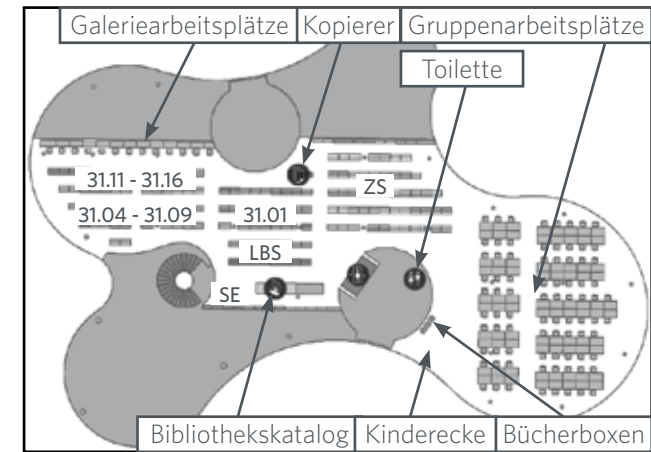 Galeriearbeitsplätze Kopierer Gruppenarbeitsplätze
Toilette
31.11 - 31.16
ZS
31.04 - 31.09
31.01
LBS
SE
Bibliothekskatalog Kinderecke Bücherboxen